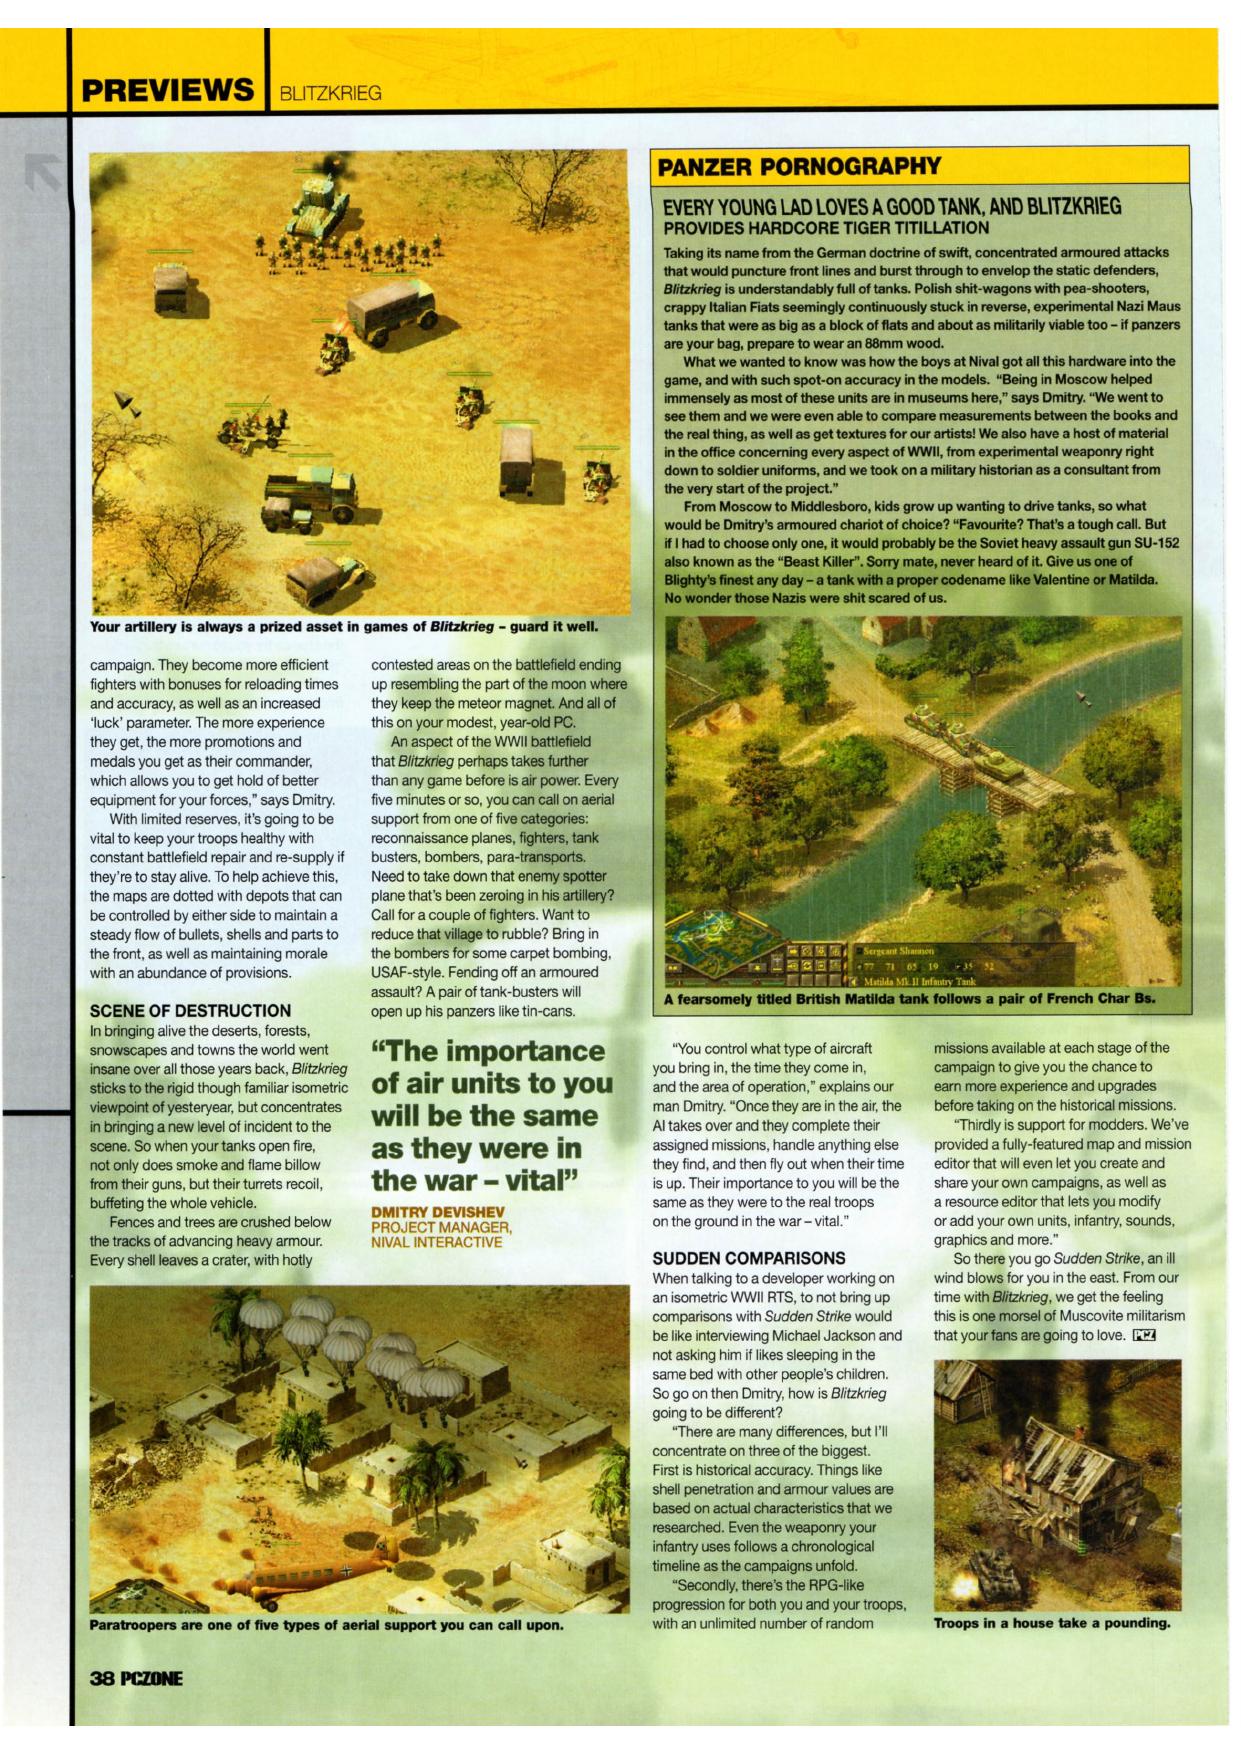 PREVIEWS
BLITZKRIEG
Your artillery is always a prized asset in games of Blitzkrieg – guard it well.
campaign. They become more efficient
fighters with bonuses for reloading times
and accuracy, as well as an increased
'luck' parameter. The more experience
they get, the more promotions and
medals you get as their commander,
which allows you to get hold of better
equipment for your forces," says Dmitry.
With limited reserves, it's going to be
vital to keep your troops healthy with
constant battlefield repair and re-supply if
they're to stay alive. To help achieve this,
the maps are dotted with depots that can
be controlled by either side to maintain a
steady flow of bullets, shells and parts to
the front, as well as maintaining morale
with an abundance of provisions.
SCENE OF DESTRUCTION
In bringing alive the deserts, forests,
snowscapes and towns the world went
insane over all those years back, Blitzkrieg
sticks to the rigid though familiar isometric
viewpoint of yesteryear, but concentrates
in bringing a new level of incident to the
scene. So when your tanks open fire,
not only does smoke and flame billow
from their guns, but their turrets recoil,
buffeting the whole vehicle.
Fences and trees are crushed below
the tracks of advancing heavy armour.
Every shell leaves a crater, with hotly
contested areas on the battlefield ending
up resembling the part of the moon where
they keep the meteor magnet. And all of
this on your modest, year-old PC.
An aspect of the WWII battlefield
that Blitzkrieg perhaps takes further
than any game before is air power. Every
five minutes or so, you can call on aerial
support from one of five categories:
reconnaissance planes, fighters, tank
busters, bombers, para-transports.
Need to take down that enemy spotter
plane that's been zeroing in his artillery?
Call for a couple of fighters. Want to
reduce that village to rubble? Bring in
the bombers for some carpet bombing,
USAF-style. Fending off an armoured
assault? A pair of tank-busters will
open up his panzers like tin-cans.
"The importance
of air units to you
will be the same
as they were in
the war – vital"
DMITRY DEVISHEV
PROJECT MANAGER,
NIVAL INTERACTIVE
Paratroopers are one of five types of aerial support you can call upon.
PANZER PORNOGRAPHY
EVERY YOUNG LAD LOVES A GOOD TANK, AND BLITZKRIEG
PROVIDES HARDCORE TIGER TITILLATION
Taking its name from the German doctrine of swift, concentrated armoured attacks
that would puncture front lines and burst through to envelop the static defenders,
Blitzkrieg is understandably full of tanks. Polish shit-wagons with pea-shooters,
crappy Italian Fiats seemingly continuously stuck in reverse, experimental Nazi Maus
tanks that were as big as a block of flats and about as militarily viable too – if panzers
are your bag, prepare to wear an 88mm wood.
What we wanted to know was how the boys at Nival got all this hardware into the
game, and with such spot-on accuracy in the models. "Being in Moscow helped
immensely as most of these units are in museums here," says Dmitry. "We went to
see them and we were even able to compare measurements between the books and
the real thing, as well as get textures for our artists! We also have a host of material
in the office concerning every aspect of WWII, from experimental weaponry right
down to soldier uniforms, and we took on a military historian as a consultant from
the very start of the project."
From Moscow to Middlesboro, kids grow up wanting to drive tanks, so what
would be Dmitry's armoured chariot of choice? "Favourite? That's a tough call. But
if I had to choose only one, it would probably be the Soviet heavy assault gun SU-152
also known as the "Beast Killer". Sorry mate, never heard of it. Give us one of
Blighty's finest any day – a tank with a proper codename like Valentine or Matilda.
No wonder those Nazis were shit scared of us.
Sergeant Shannon
77 71 65 19 35 52
Matilda Mk.II Infantry Tank
A fearsomely titled British Matilda tank follows a pair of French Char Bs.
"You control what type of aircraft
you bring in, the time they come in,
and the area of operation," explains our
man Dmitry. "Once they are in the air, the
AI takes over and they complete their
assigned missions, handle anything else
they find, and then fly out when their time
is up. Their importance to you will be the
same as they were to the real troops
on the ground in the war – vital."
SUDDEN COMPARISONS
When talking to a developer working on
an isometric WWII RTS, to not bring up
comparisons with Sudden Strike would
be like interviewing Michael Jackson and
not asking him if likes sleeping in the
same bed with other people's children.
So go on then Dmitry, how is Blitzkrieg
going to be different?
"There are many differences, but I'll
concentrate on three of the biggest.
First is historical accuracy. Things like
shell penetration and armour values are
based on actual characteristics that we
researched. Even the weaponry your
infantry uses follows a chronological
timeline as the campaigns unfold.
"Secondly, there's the RPG-like
progression for both you and your troops,
with an unlimited number of random
missions available at each stage of the
campaign to give you the chance to
earn more experience and upgrades
before taking on the historical missions.
"Thirdly is support for modders. We've
provided a fully-featured map and mission
editor that will even let you create and
share your own campaigns, as well as
a resource editor that lets you modify
or add your own units, infantry, sounds,
graphics and more."
So there you go Sudden Strike, an ill
wind blows for you in the east. From our
time with Blitzkrieg, we get the feeling
this is one morsel of Muscovite militarism
that your fans are going to love. PCZ
Troops in a house take a pounding.
38 PCZONE